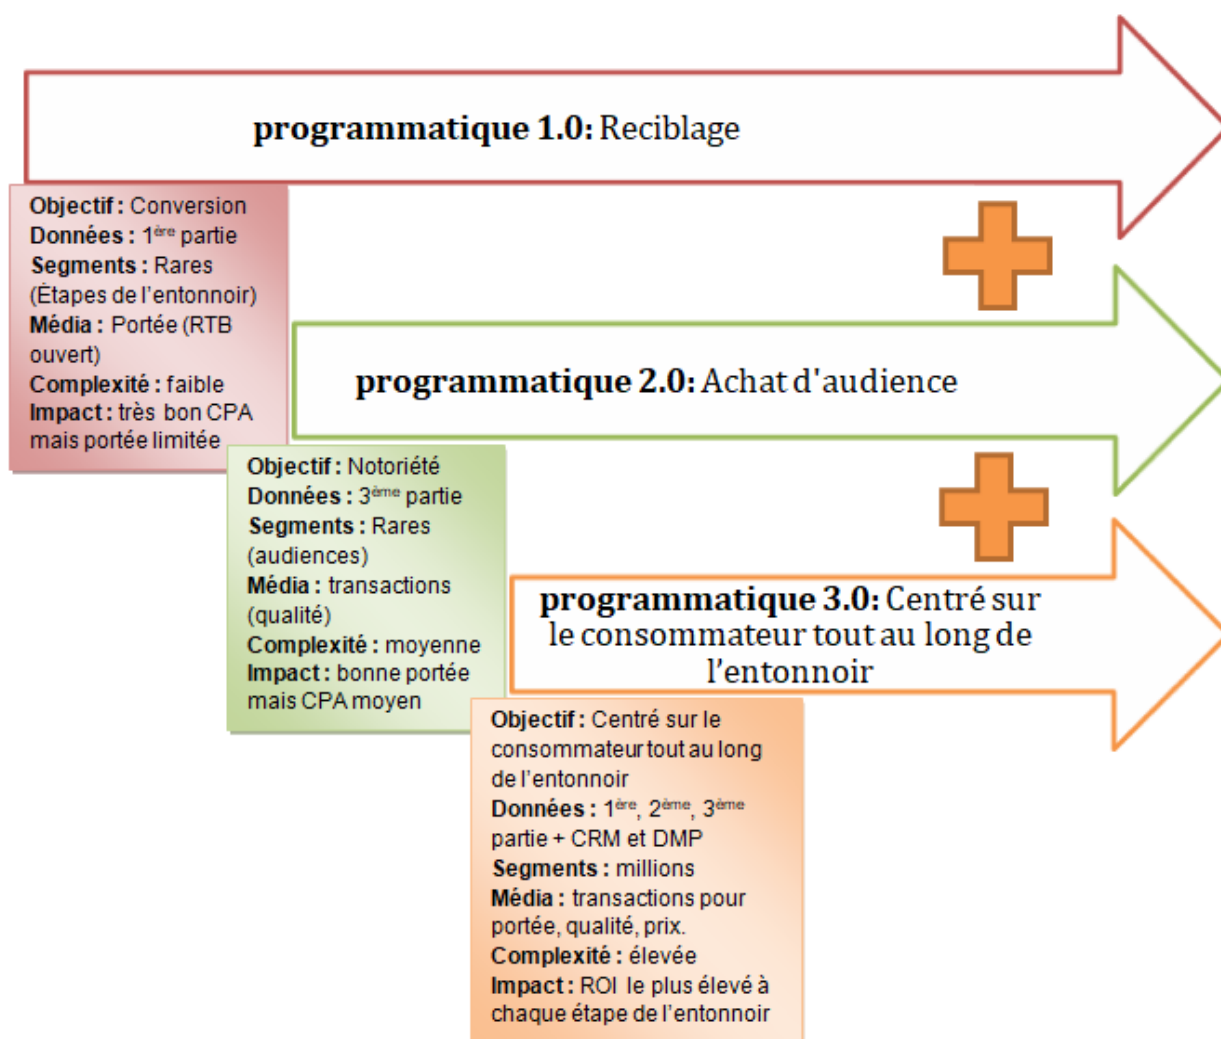 programmatique 1.0: Reciblage
Objectif : Conversion
Données : 1ère partie
Segments : Rares
(Étapes de l’entonnoir)
Média : Portée (RTB
ouvert)
Complexité : faible
Impact : très bon CPA
mais portée limitée
programmatique 2.0: Achat d'audience
Objectif : Notoriété
Données : 3ème partie
Segments : Rares
(audiences)
Média : transactions
(qualité)
Complexité : moyenne
Impact : bonne portée
mais CPA moyen
programmatique 3.0: Centré sur
le consommateur tout au long de
l’entonnoir
Objectif : Centré sur le
consommateur tout au long
de l’entonnoir
Données : 1ère, 2ème, 3ème
partie + CRM et DMP
Segments : millions
Média : transactions pour
portée, qualité, prix.
Complexité : élevée
Impact : ROI le plus élevé à
chaque étape de l’entonnoir